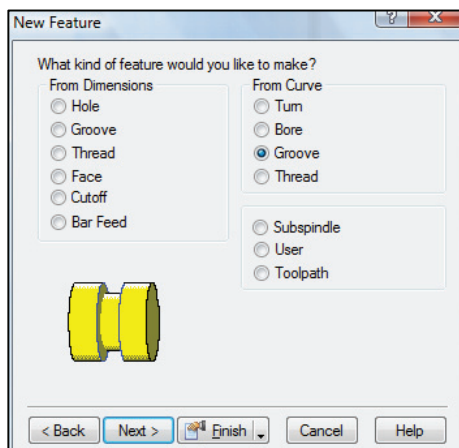 New Feature
What kind of feature would you like to make?
From Dimensions
Hole
Groove
Thread
Face
Cutoff
Bar Feed
From Curve
Turn
Bore
Groove
Thread
Subspindle
User
Toolpath
< Back Next > Finish Cancel Help